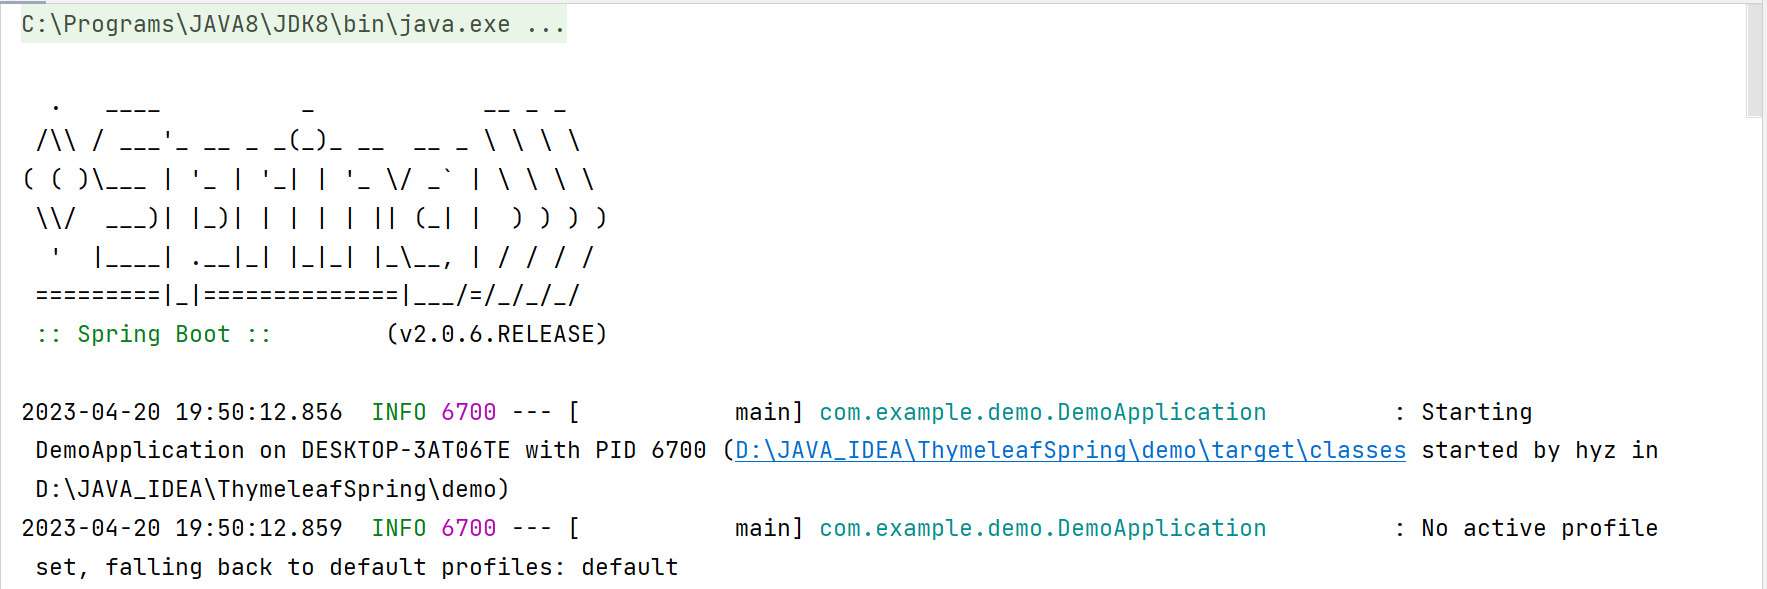 C:\Programs\JAVA8\JDK8\bin\java.exe ...
  .   ____          _            __ _ _
 /\\ / ___'_ __ _ _(_)_ __  __ _ \ \ \ \
( ( )\___ | '_ | '_| | '_ \/ _` | \ \ \ \
 \\/  ___)| |_)| | | | | || (_| |  ) ) ) )
  '  |____| .__|_| |_|_| |_\__, | / / / /
 =========|_|==============|___/=/_/_/_/
 :: Spring Boot ::        (v2.0.6.RELEASE)
2023-04-20 19:50:12.856  INFO 6700 --- [           main] com.example.demo.DemoApplication         : Starting
 DemoApplication on DESKTOP-3AT06TE with PID 6700 (D:\JAVA_IDEA\ThymeleafSpring\demo\target\classes started by hyz in
 D:\JAVA_IDEA\ThymeleafSpring\demo)
2023-04-20 19:50:12.859  INFO 6700 --- [           main] com.example.demo.DemoApplication         : No active profile
 set, falling back to default profiles: default